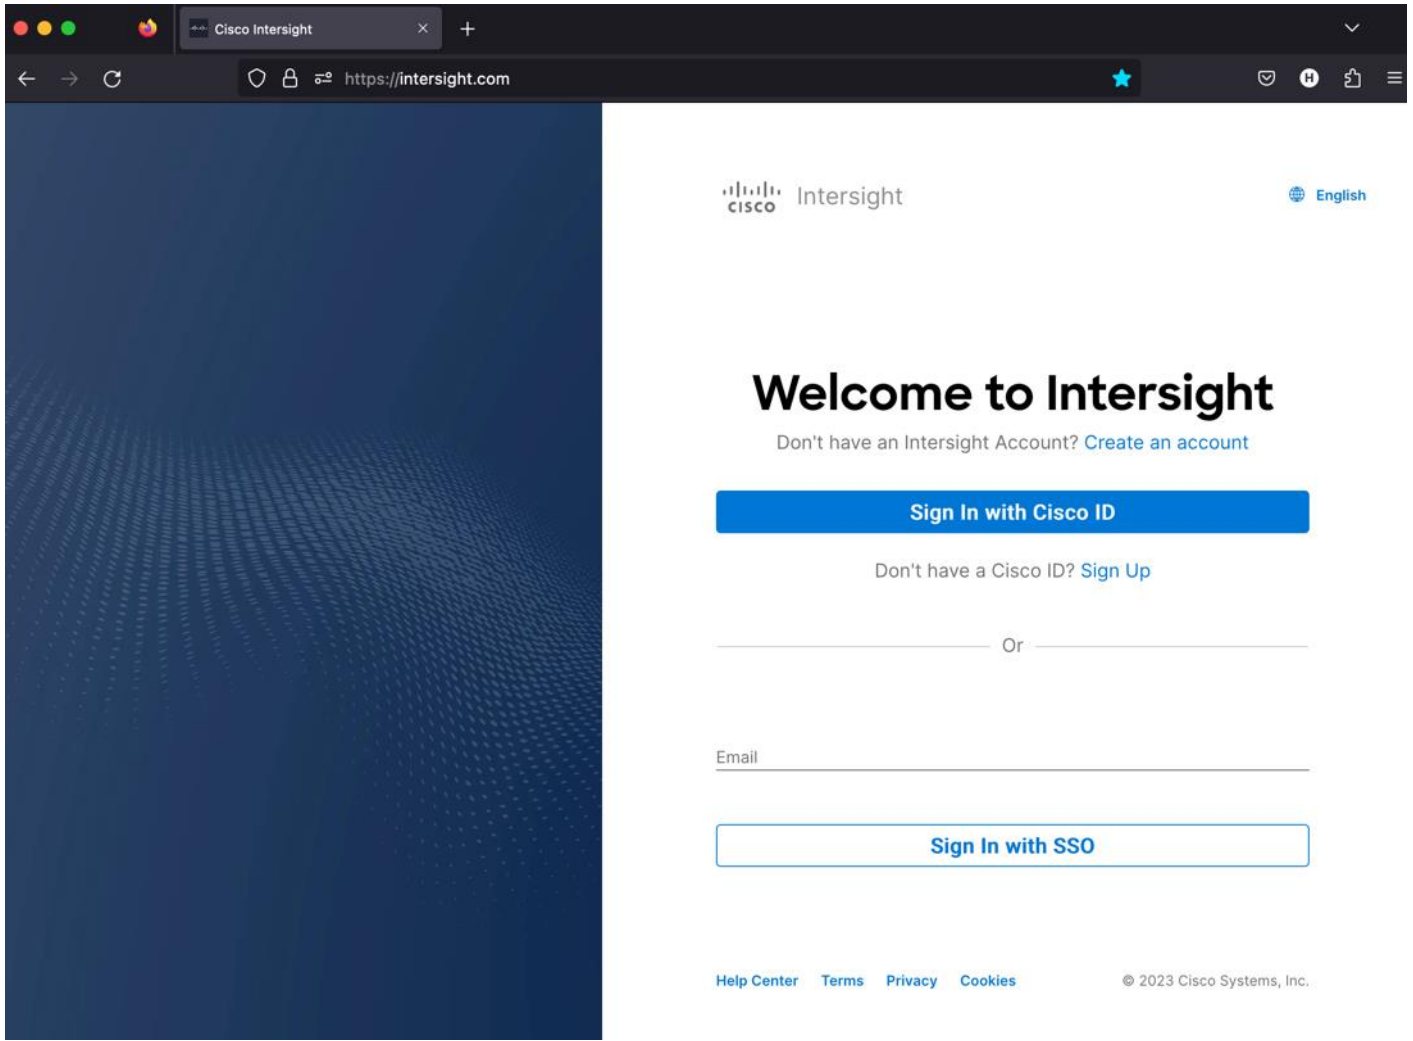 Cisco Intersight
https://intersight.com
H
CISCO Intersight
English
Welcome to Intersight
Don't have an Intersight Account? Create an account
Sign In with Cisco ID
Don't have a Cisco ID? Sign Up
Or
Email
Sign In with SSO
Help Center Terms Privacy Cookies © 2023 Cisco Systems, Inc.